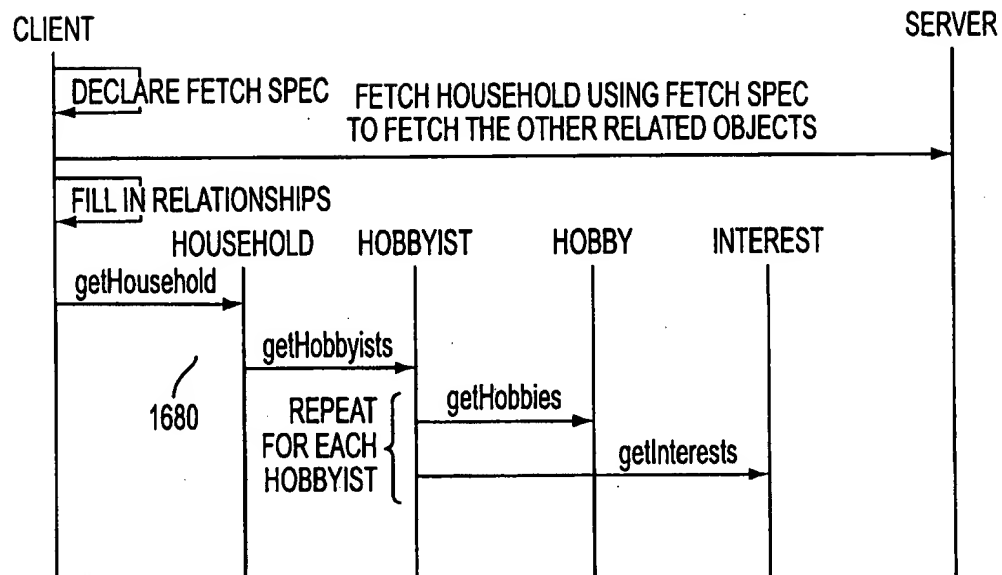 CLIENT
SERVER
DECLARE FETCH SPEC
FETCH HOUSEHOLD USING FETCH SPEC
TO FETCH THE OTHER RELATED OBJECTS
FILL IN RELATIONSHIPS
HOUSEHOLD
HOBBYIST
HOBBY
INTEREST
getHousehold
getHobbyists
1680
REPEAT
FOR EACH
HOBBYIST
getHobbies
getInterests